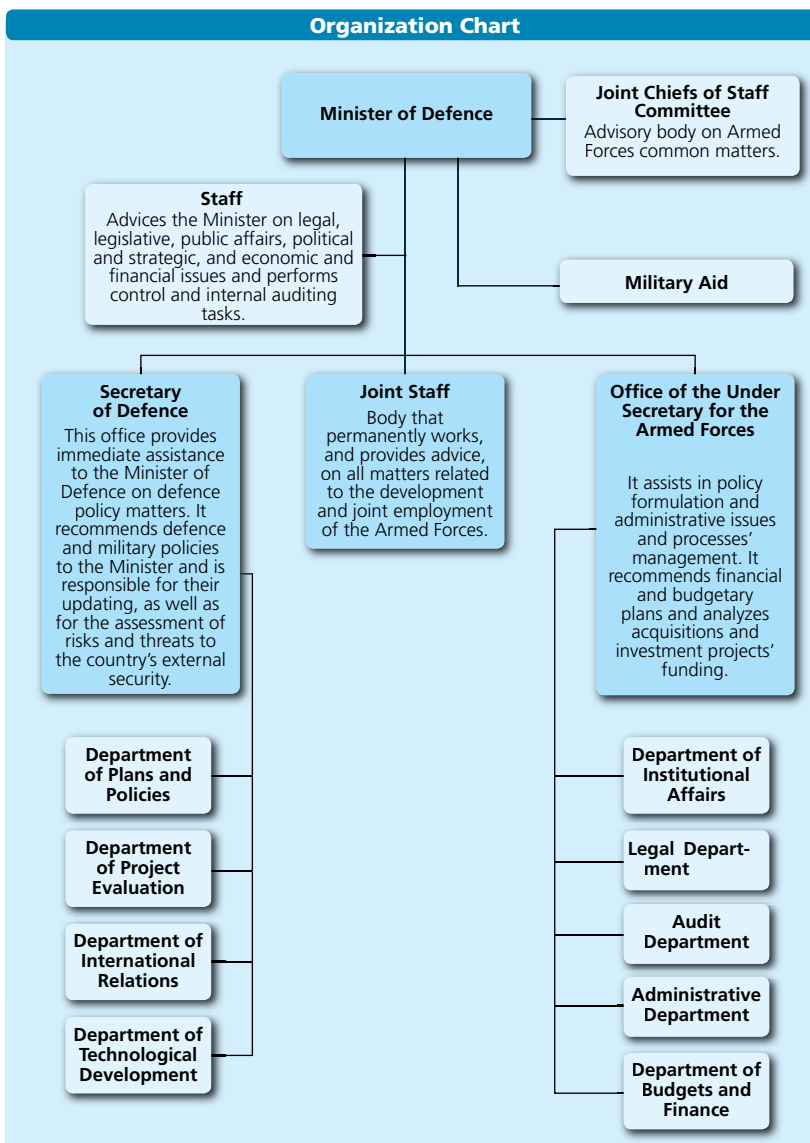 Organization Chart
Minister of Defence
Joint Chiefs of Staff
Committee
Advisory body on Armed
Forces common matters.
Staff
Advices the Minister on legal,
legislative, public affairs, political
and strategic, and economic and
financial issues and performs
control and internal auditing
tasks.
Military Aid
Secretary
of Defence
This office provides
immediate assistance
to the Minister of
Defence on defence
policy matters. It
recommends defence
and military policies
to the Minister and is
responsible for their
updating, as well as
for the assessment of
risks and threats to
the country’s external
security.
Joint Staff
Body that
permanently works,
and provides advice,
on all matters related
to the development
and joint employment
of the Armed Forces.
Office of the Under
Secretary for the
Armed Forces
It assists in policy
formulation and
administrative issues
and processes’
management. It
recommends financial
and budgetary
plans and analyzes
acquisitions and
investment projects’
funding.
Department
of Plans and
Policies
Department
of Project
Evaluation
Department of
International
Relations
Department of
Technological
Development
Department of
Institutional
Affairs
Legal Depart-
ment
Audit
Department
Administrative
Department
Department of
Budgets and
Finance